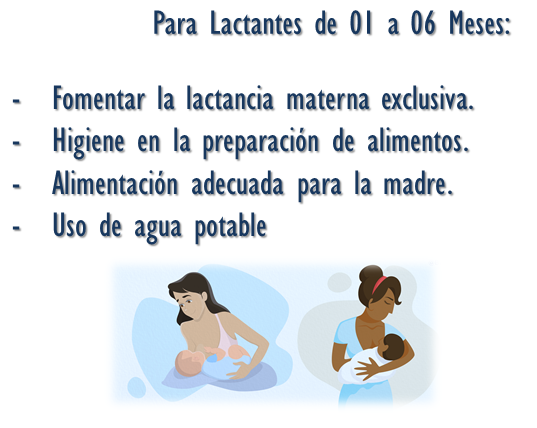 Para Lactantes de 01 a 06 Meses:
- Fomentar la lactancia materna exclusiva.
- Higiene en la preparación de alimentos.
- Alimentación adecuada para la madre.
- Uso de agua potable